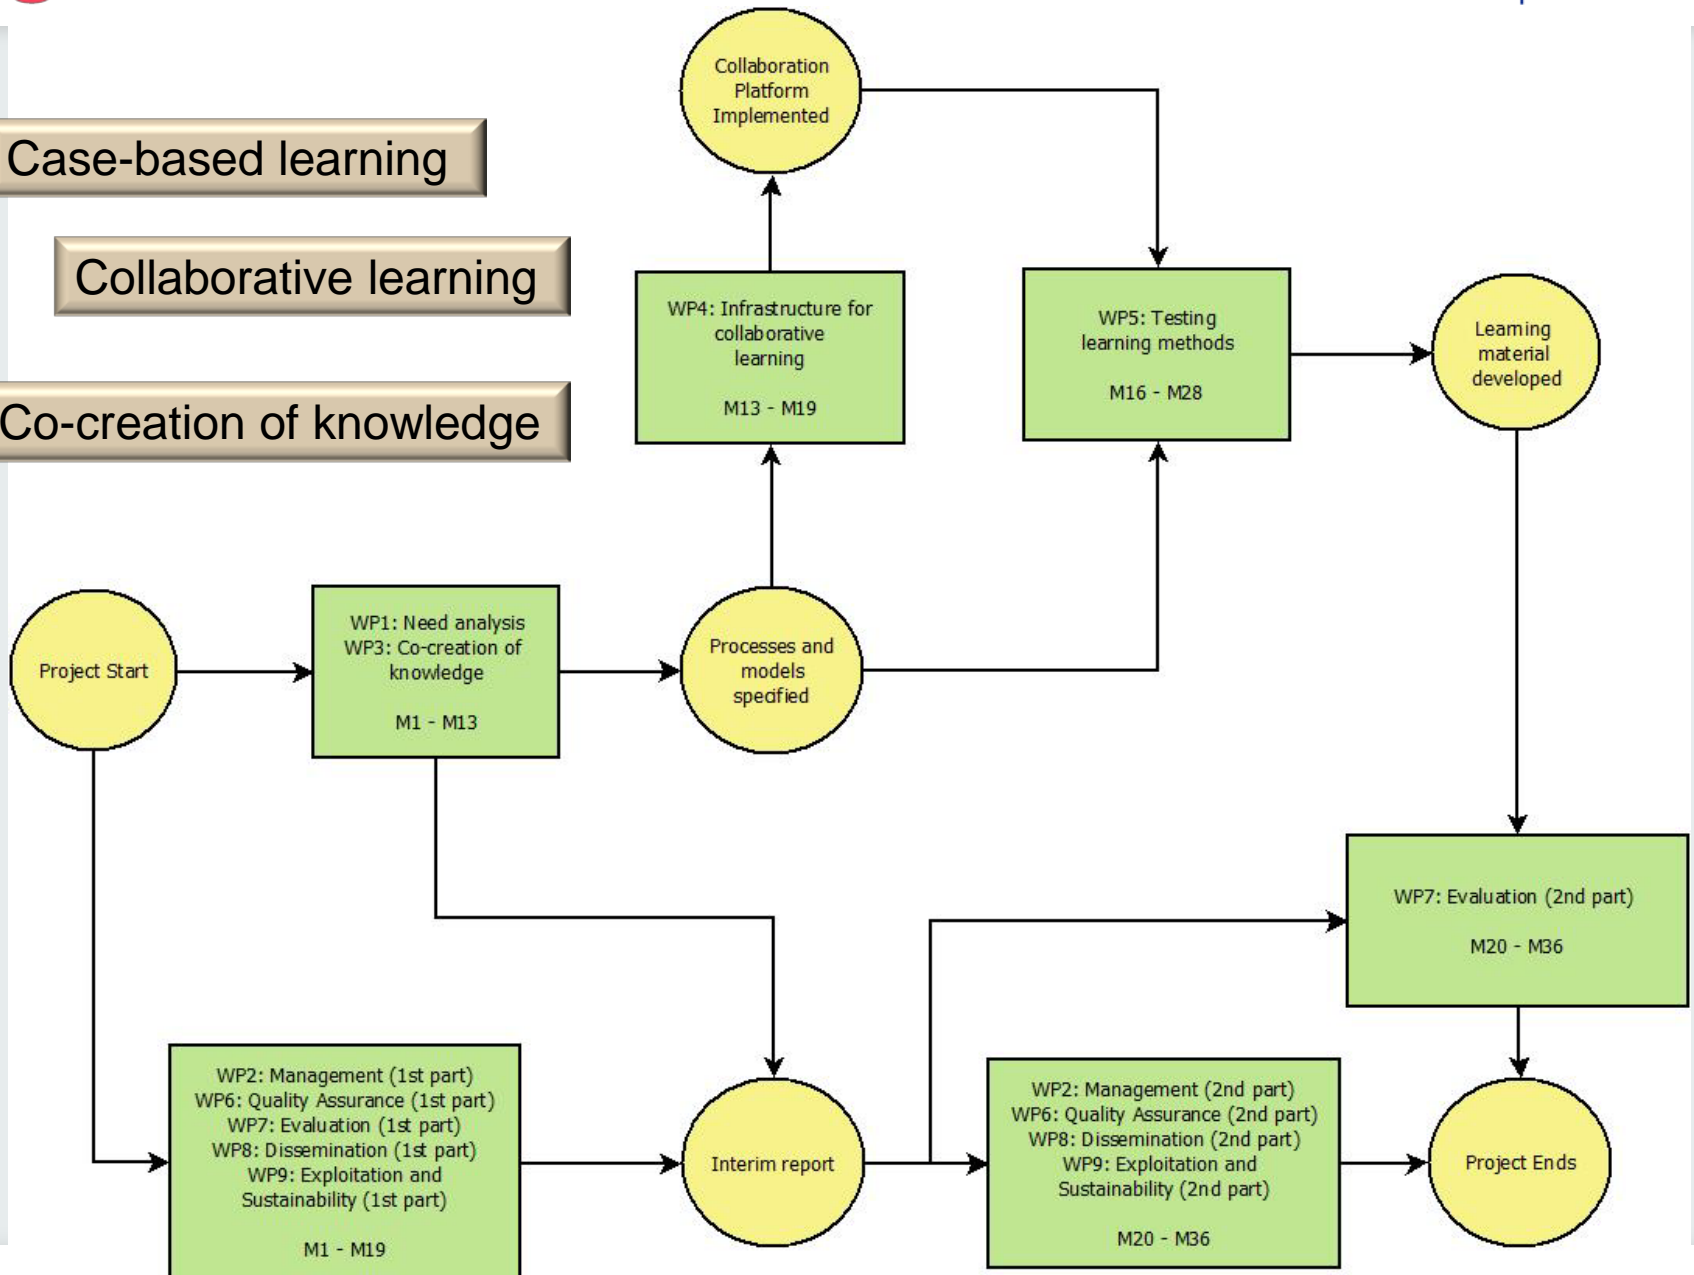 Collaboration
Platform
Implemented
Case-based learning
Collaborative learning
Co-creation of knowledge
WP4: Infrastructure for
collaborative
learning
M13 - M19
WP5: Testing
learning methods
M16 - M28
Learning
material
developed
Project Start
WP1: Need analysis
WP3: Co-creation of
knowledge
M1 - M13
Processes and
models
specified
WP7: Evaluation (2nd part)
M20 - M36
WP2: Management (1st part)
WP6: Quality Assurance (1st part)
WP7: Evaluation (1st part)
WP8: Dissemination (1st part)
WP9: Exploitation and
Sustainability (1st part)
M1 - M19
Interim report
WP2: Management (2nd part)
WP6: Quality Assurance (2nd part)
WP8: Dissemination (2nd part)
WP9: Exploitation and
Sustainability (2nd part)
M20 - M36
Project Ends